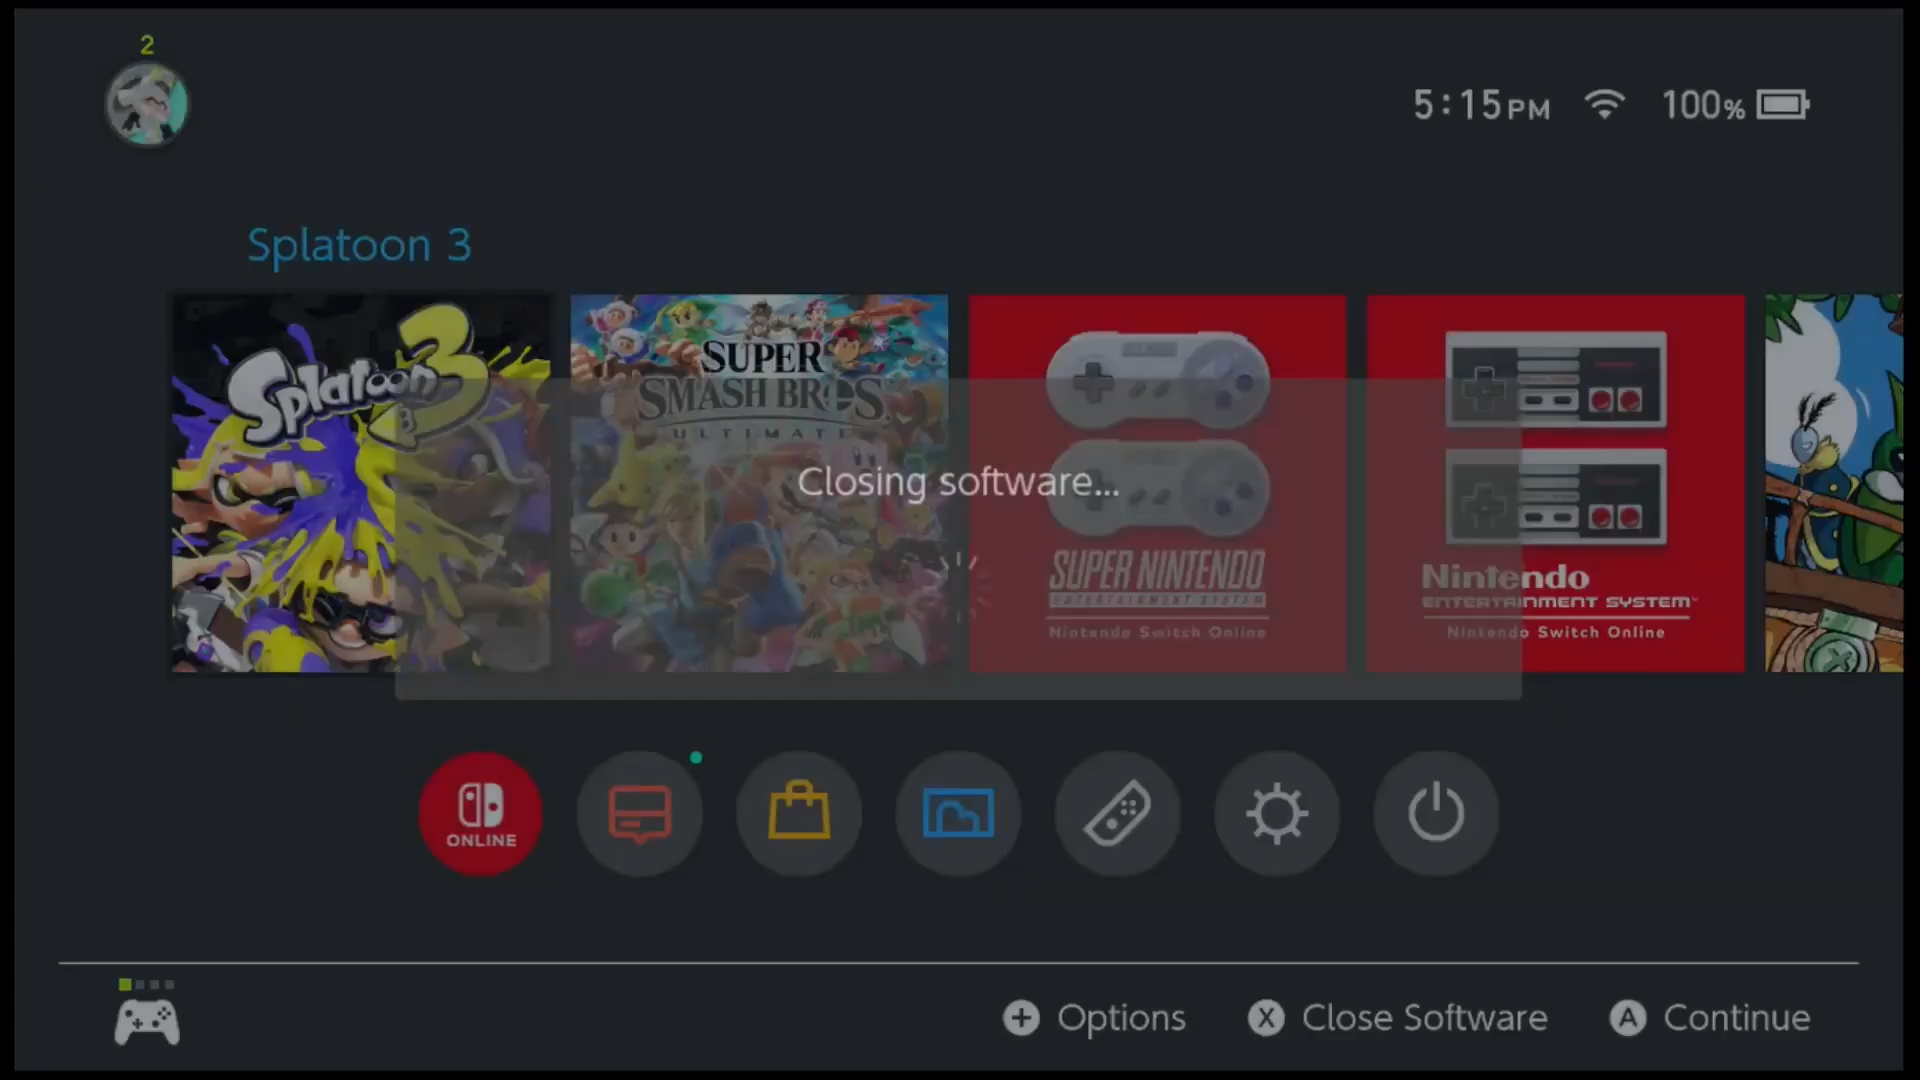 2
5:15PM
100%
Splatoon 3
Splatoon 3
SUPER
SMASH BROS.
ULTIMATE
Closing software...
SUPER NINTENDO
ENTERTAINMENT SYSTEM
Nintendo Switch Online
Nintendo
ENTERTAINMENT SYSTEM™
Nintendo Switch Online
ONLINE
+ Options
X Close Software
A Continue